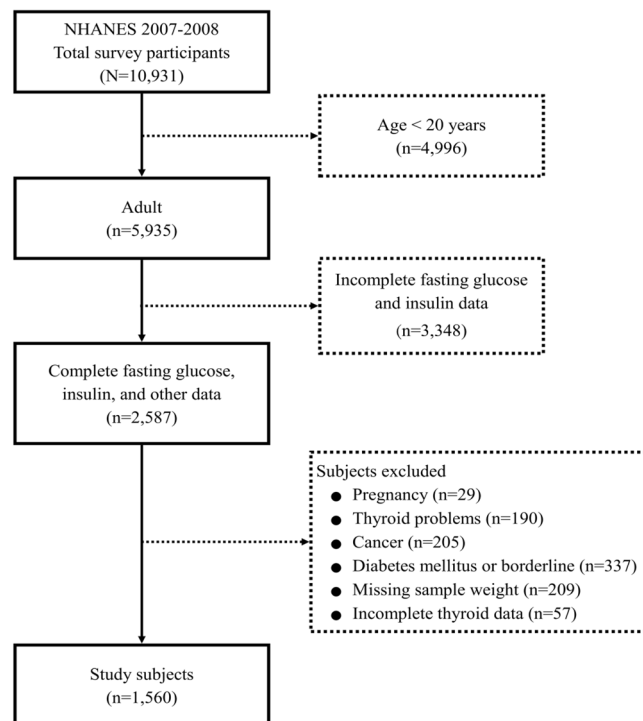 NHANES 2007-2008
Total survey participants
(N=10,931)
Age < 20 years
(n=4,996)
Adult
(n=5,935)
Incomplete fasting glucose
and insulin data
(n=3,348)
Complete fasting glucose,
insulin, and other data
(n=2,587)
Subjects excluded
● Pregnancy (n=29)
● Thyroid problems (n=190)
● Cancer (n=205)
● Diabetes mellitus or borderline (n=337)
● Missing sample weight (n=209)
● Incomplete thyroid data (n=57)
Study subjects
(n=1,560)